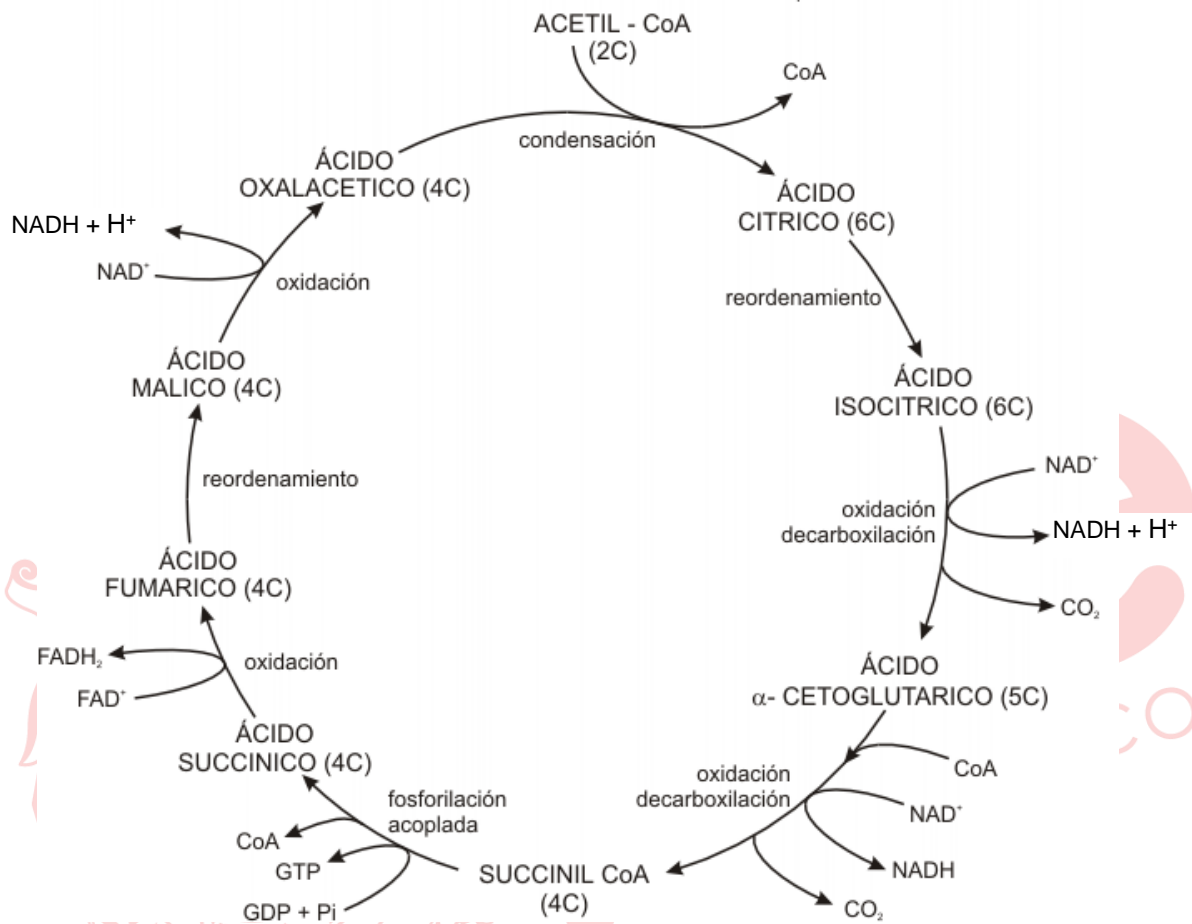 ACETIL - CoA
(2C)
CoA
condensación
ÁCIDO
OXALACETICO (4C)
ÁCIDO
CITRICO (6C)
NADH + H⁺
NAD⁺
oxidación
reordenamiento
ÁCIDO
MALICO (4C)
ÁCIDO
ISOCITRICO (6C)
reordenamiento
NAD⁺
oxidación
decarboxilación
NADH + H⁺
CO₂
ÁCIDO
FUMARICO (4C)
FADH₂
FAD⁺
oxidación
ÁCIDO
α- CETOGLUTARICO (5C)
ÁCIDO
SUCCINICO (4C)
oxidación
decarboxilación
CoA
NAD⁺
NADH
CO₂
fosforilación
acoplada
CoA
GTP
GDP + Pi
SUCCINIL CoA
(4C)